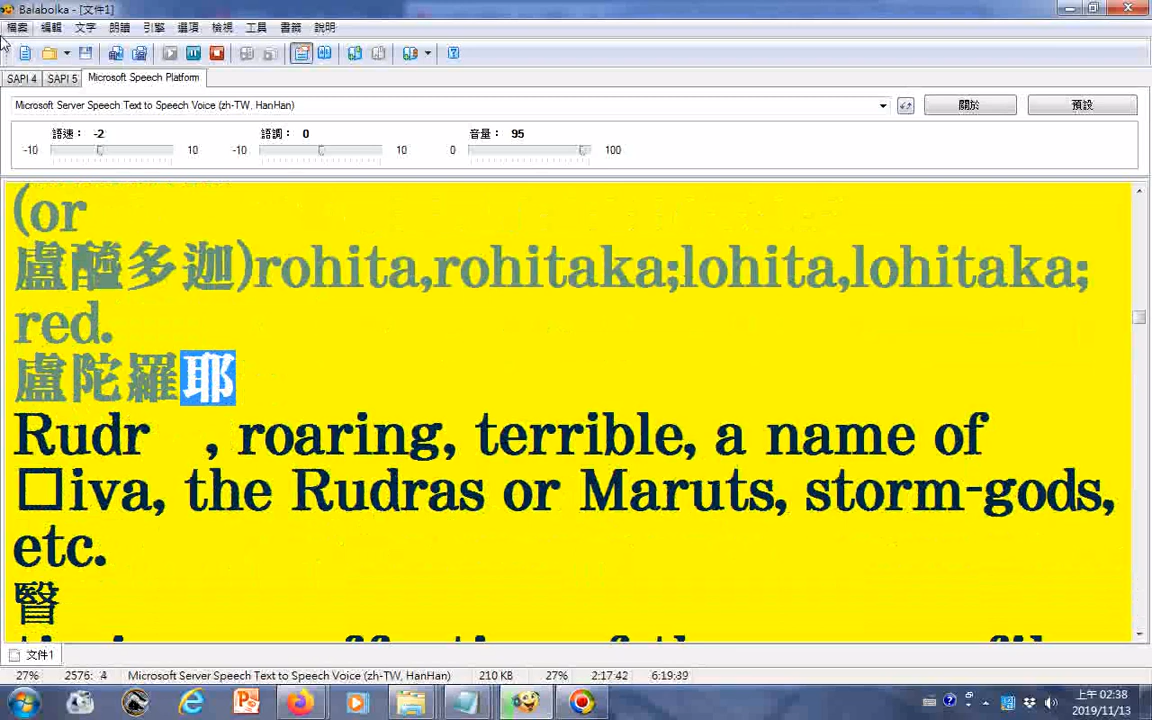 Balabolka - [文件1]
檔案 編輯 文字 朗讀 引擎 選項 檢視 工具 書籤 說明
SAPI 4 SAPI 5 Microsoft Speech Platform
Microsoft Server Speech Text to Speech Voice (zh-TW, HanHan) 關於 預設
語速： -2 語調： 0 音量： 95
-10 10 -10 10 0 100
(or
盧醯多迦)rohita,rohitaka;lohita,lohitaka;
red.
盧陀羅耶
Rudr , roaring, terrible, a name of
□iva, the Rudras or Maruts, storm-gods,
etc.
文件1
27% 2576: 4 Microsoft Server Speech Text to Speech Voice (zh-TW, HanHan) 210 KB 27% 2:17:42 6:19:39
上午 02:38
2019/11/13